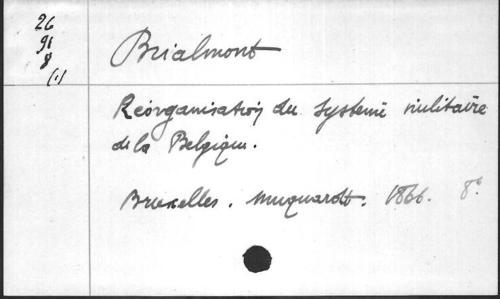 26
91
8
(1)
Brialmont
Réorganisation du système militaire
de la Belgique.
Bruxelles. Muquardt. 1866. 8°